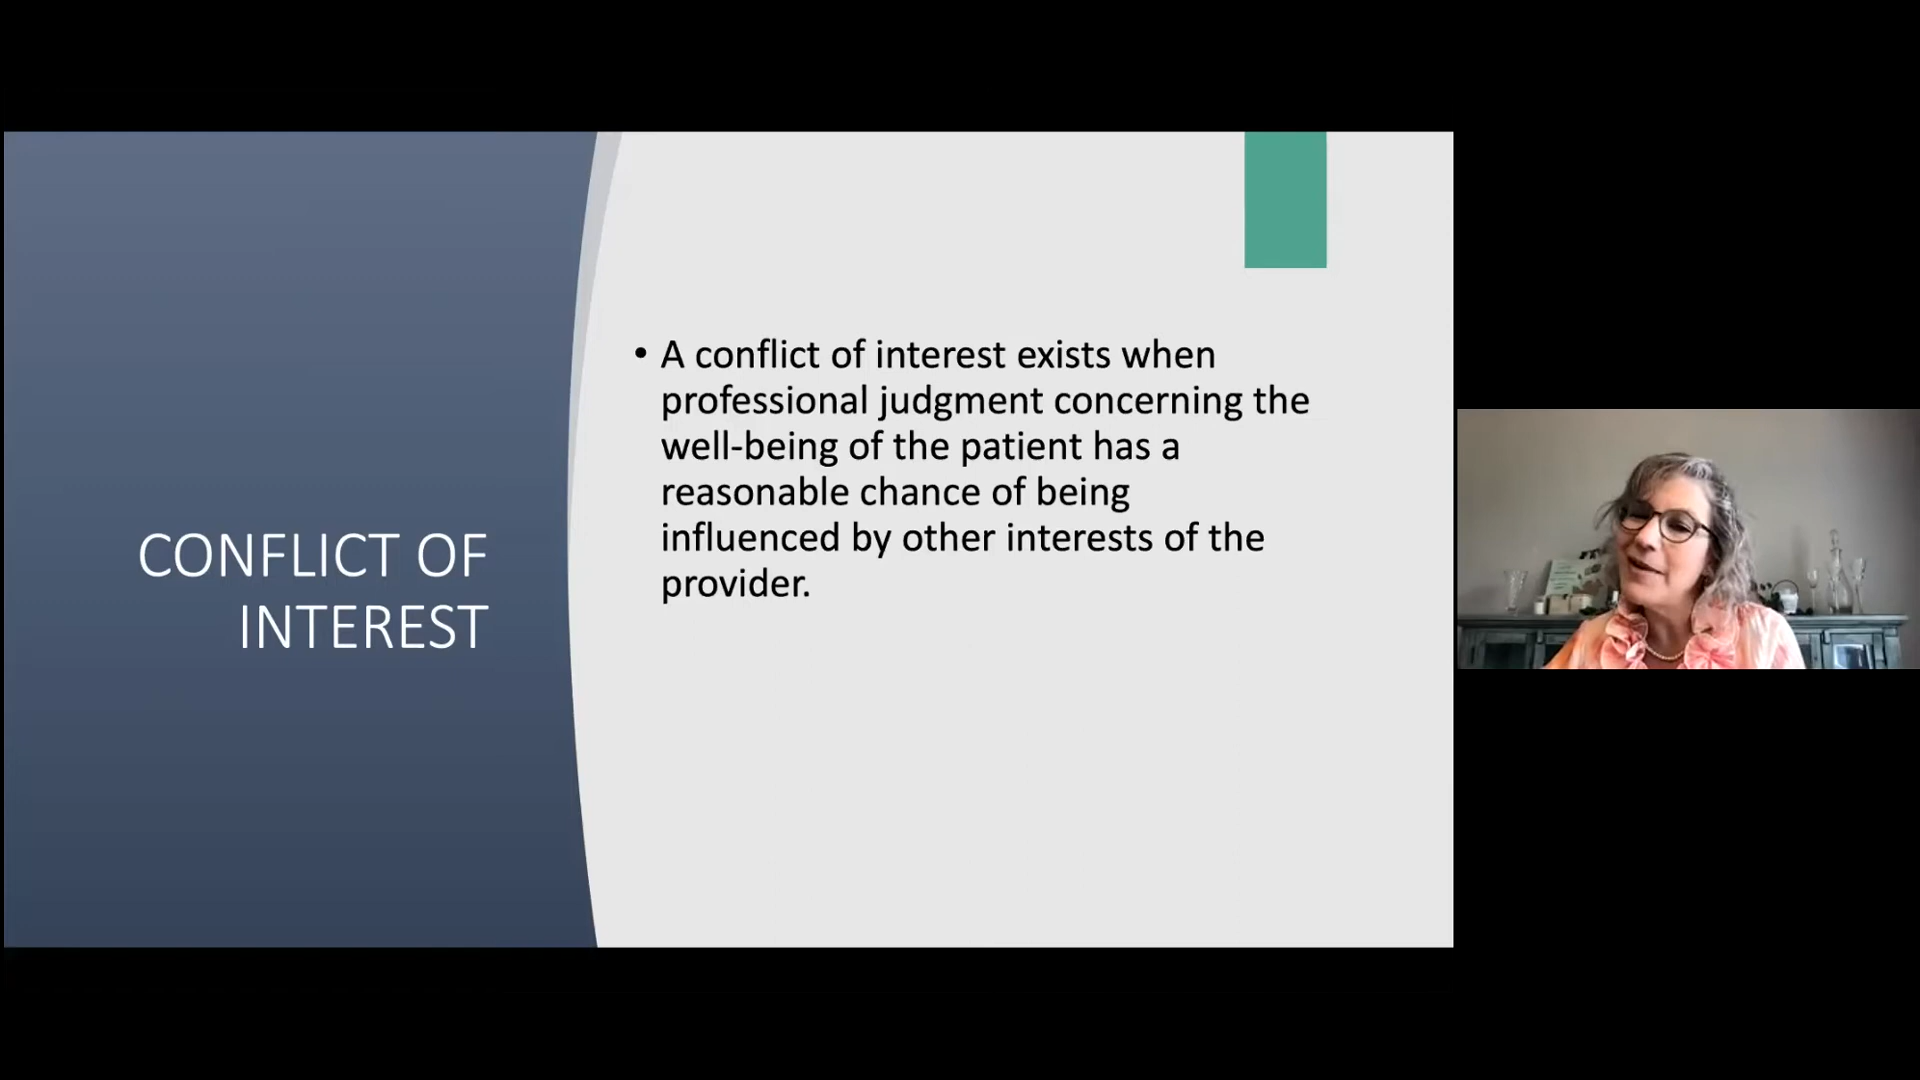 CONFLICT OF
INTEREST
• A conflict of interest exists when
professional judgment concerning the
well-being of the patient has a
reasonable chance of being
influenced by other interests of the
provider.